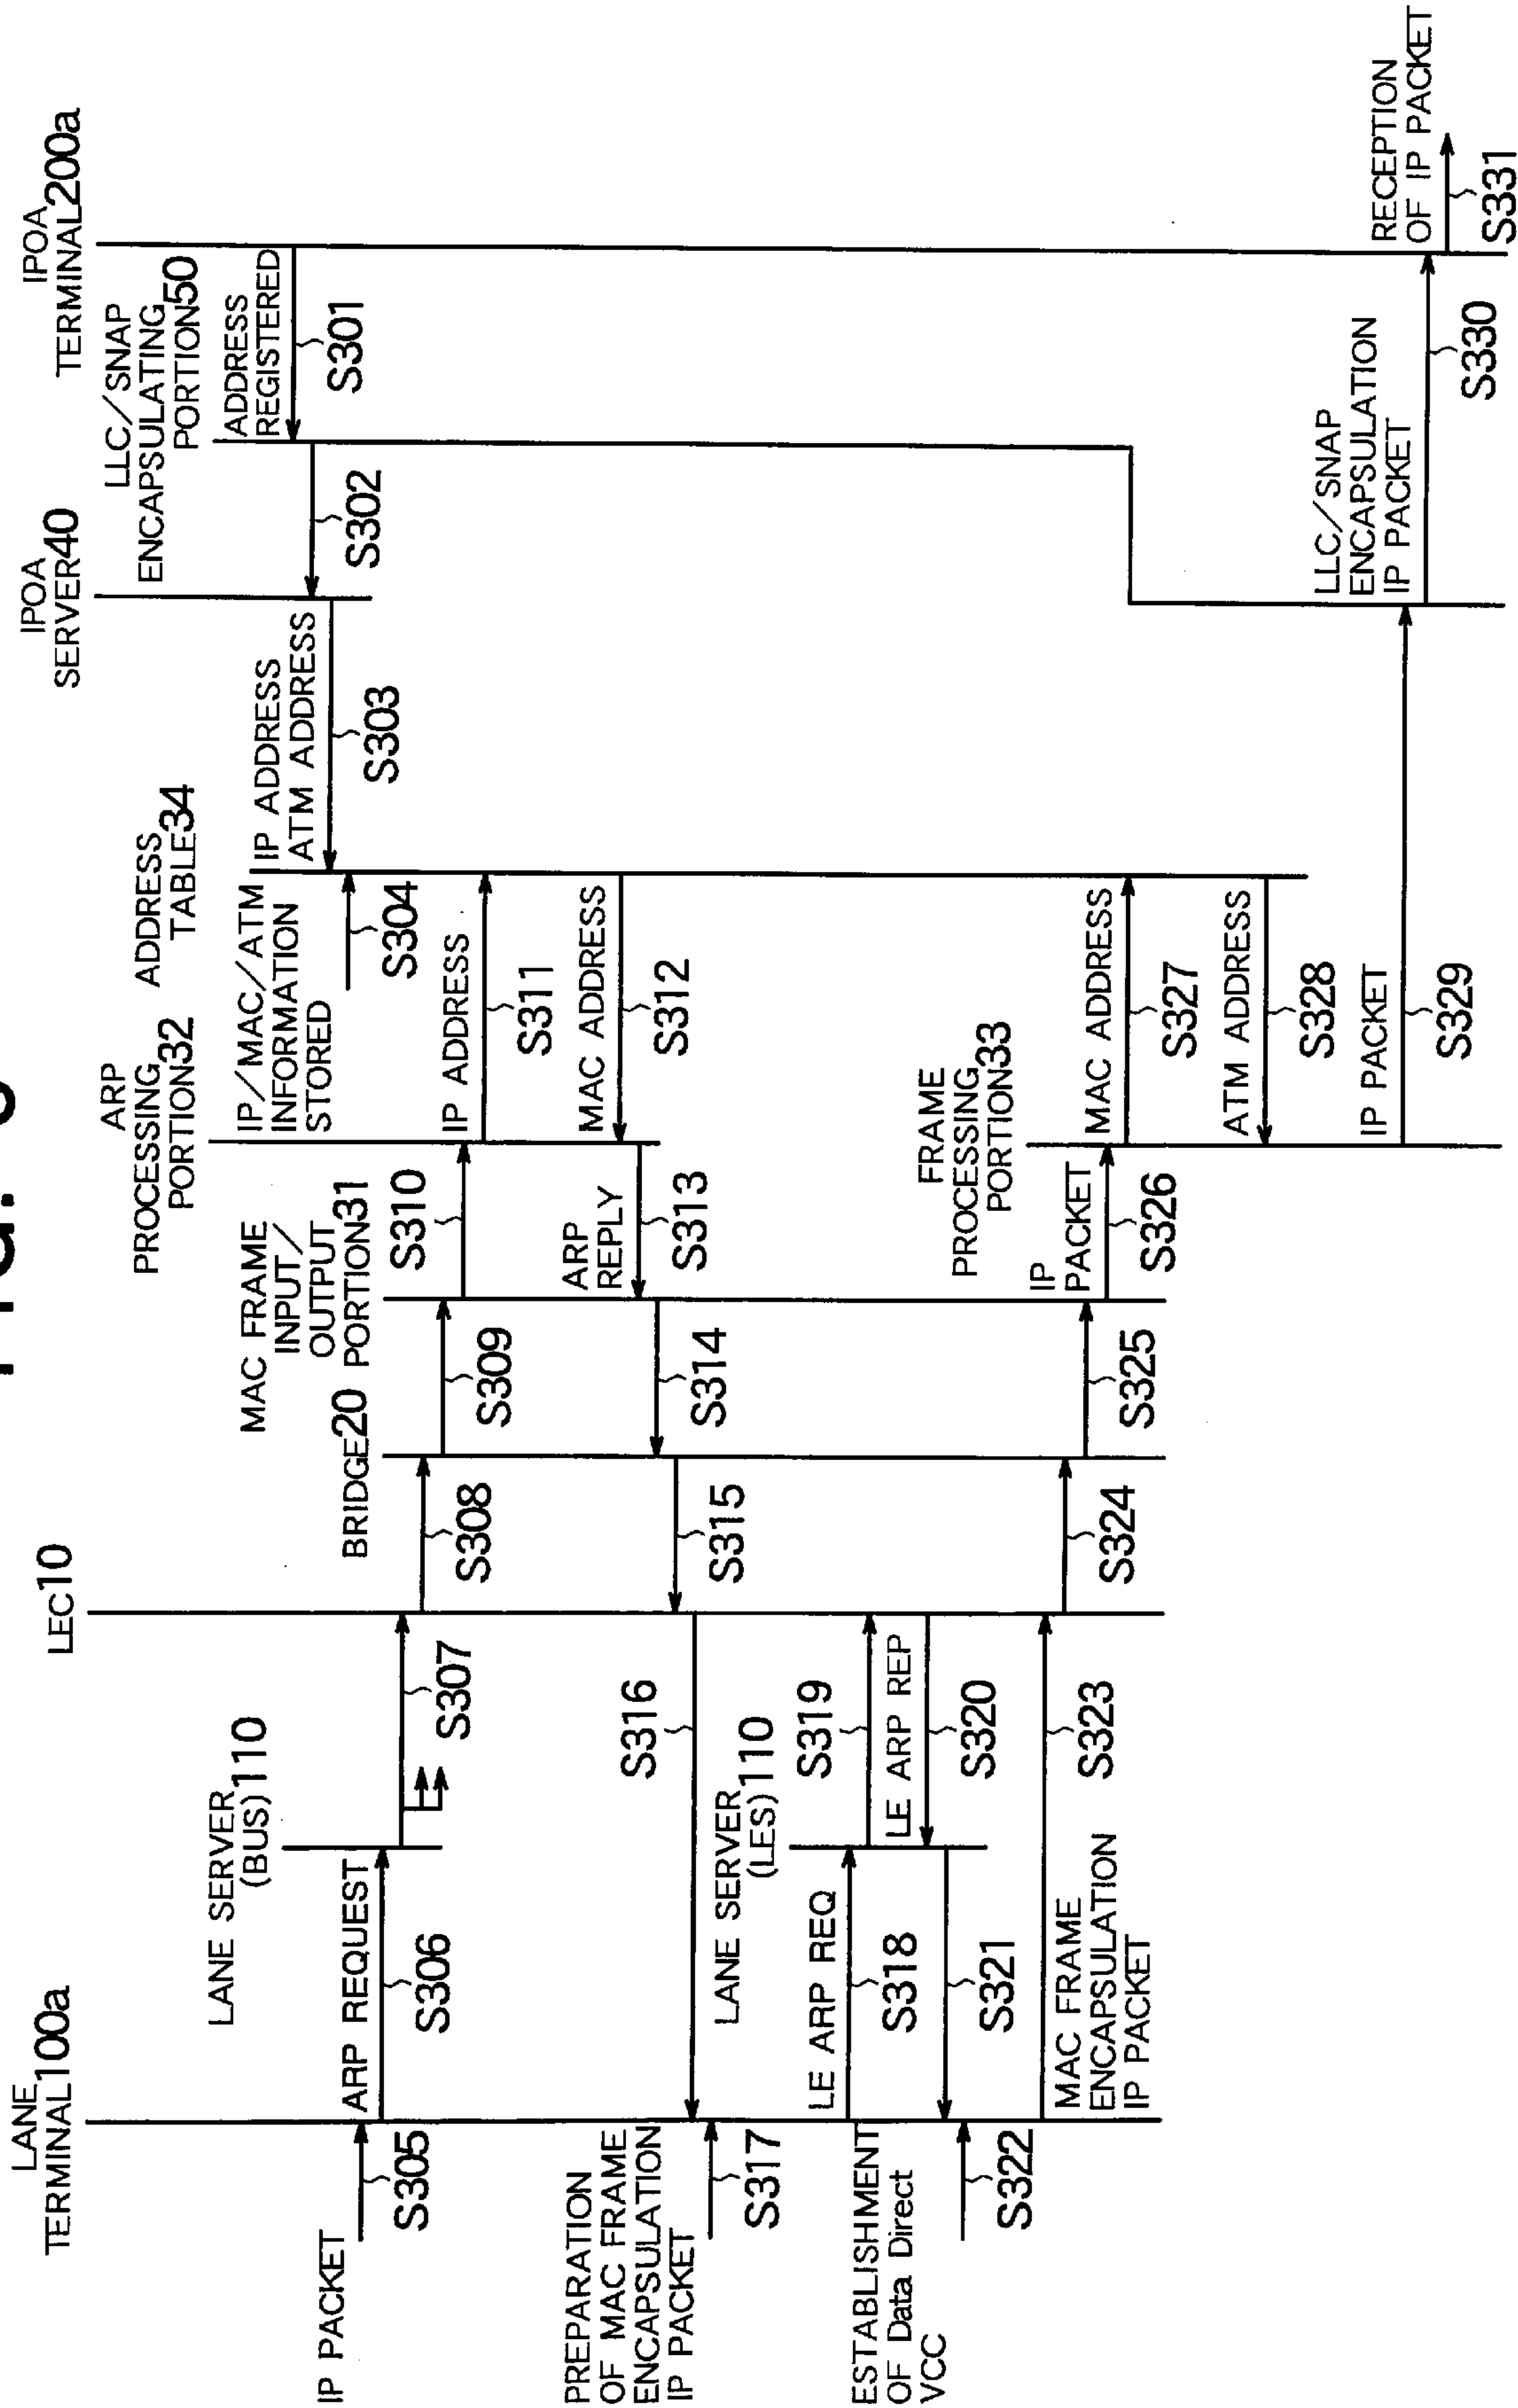 LANE
TERMINAL100a
LEC10
IPOA
SERVER40
IPOA
TERMINAL200a
LANE SERVER
(BUS)110
BRIDGE20
MAC FRAME
INPUT/
OUTPUT
PORTION31
ARP
PROCESSING
PORTION32
ADDRESS
TABLE34
LLC/SNAP
ENCAPSULATING
PORTION50
ADDRESS
REGISTERED
S301
S302
IP ADDRESS
ATM ADDRESS
S303
IP/MAC/ATM
INFORMATION
STORED
S304
IP PACKET
S305
ARP REQUEST
S306
S307
S308
S309
S310
IP ADDRESS
S311
MAC ADDRESS
S312
ARP
REPLY
S313
S314
S315
S316
PREPARATION
OF MAC FRAME
ENCAPSULATION
IP PACKET
S317
LANE SERVER
(LES)110
LE ARP REQ
S318
S319
LE ARP REP
S320
S321
ESTABLISHMENT
OF Data Direct
VCC
S322
MAC FRAME
ENCAPSULATION
IP PACKET
S323
S324
S325
FRAME
PROCESSING
PORTION33
IP
PACKET
S326
MAC ADDRESS
S327
ATM ADDRESS
S328
IP PACKET
S329
LLC/SNAP
ENCAPSULATION
IP PACKET
S330
RECEPTION
OF IP PACKET
S331